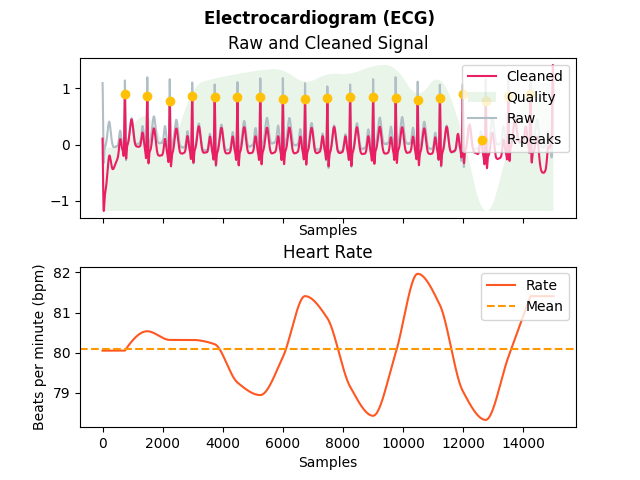 Electrocardiogram (ECG)
Raw and Cleaned Signal
1
0
−1
Cleaned
Quality
Raw
R-peaks
Samples
Heart Rate
Beats per minute (bpm)
82
81
80
79
Rate
Mean
0 2000 4000 6000 8000 10000 12000 14000
Samples